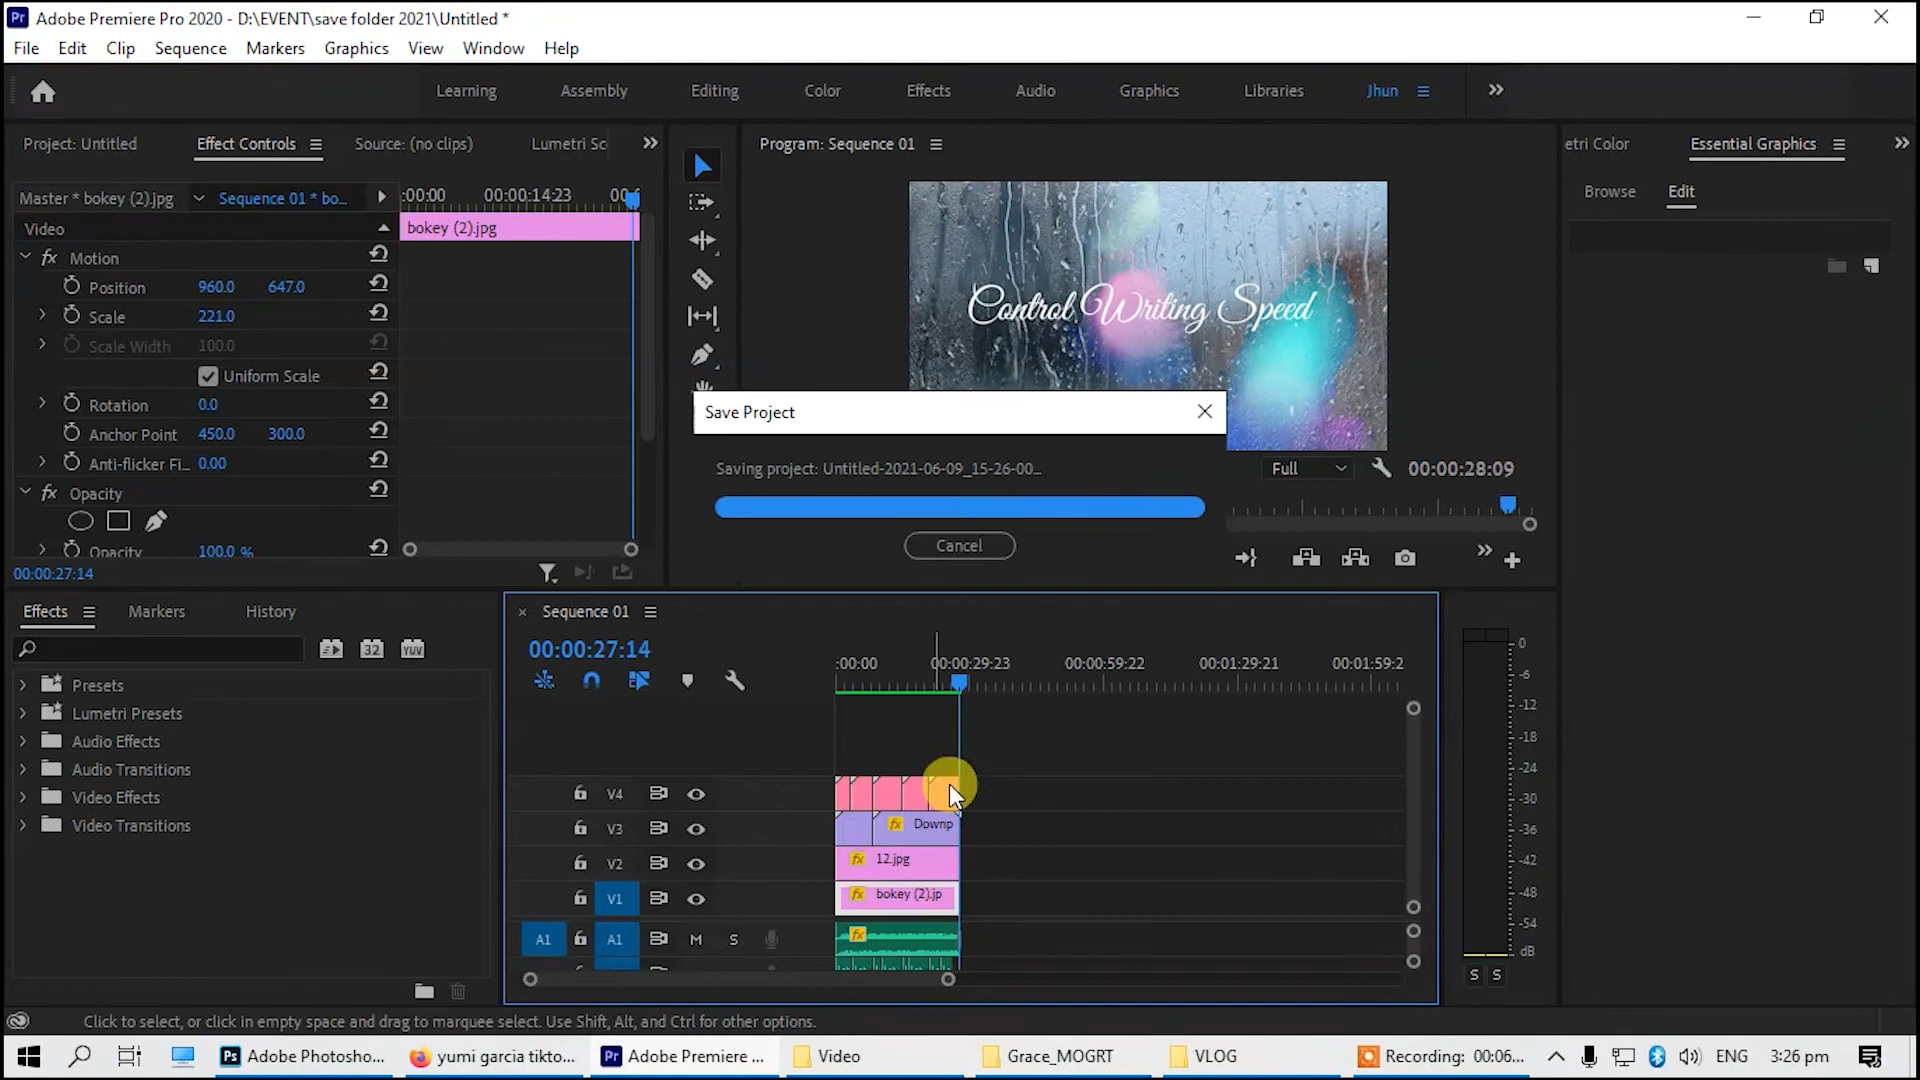 Pr Adobe Premiere Pro 2020 - D:\EVENT\save folder 2021\Untitled *
File Edit Clip Sequence Markers Graphics View Window Help
Learning Assembly Editing Color Effects Audio Graphics Libraries Jhun
Project: Untitled Effect Controls Source: (no clips) Lumetri Sc
Program: Sequence 01
etri Color Essential Graphics
Browse Edit
Master * bokey (2).jpg Sequence 01 * bo...
:00:00 00:00:14:23
Video
bokey (2).jpg
fx Motion
Position 960.0 647.0
Scale 221.0
Scale Width 100.0
Uniform Scale
Rotation 0.0
Anchor Point 450.0 300.0
Anti-flicker Fi... 0.00
fx Opacity
Opacity 100.0 %
00:00:27:14
Control Writing Speed
Save Project
Saving project: Untitled-2021-06-09_15-26-00...
Cancel
Full 00:00:28:09
Effects Markers History
32 YUV
Presets
Lumetri Presets
Audio Effects
Audio Transitions
Video Effects
Video Transitions
Sequence 01
00:00:27:14
:00:00 00:00:29:23 00:00:59:22 00:01:29:21 00:01:59:2
V4
V3 fx Downp
V2 fx 12.jpg
V1 fx bokey (2).jp
A1 A1 M S fx
0
-6
-12
-18
-24
-30
-36
-42
-48
-54
dB
S S
Click to select, or click in empty space and drag to marquee select. Use Shift, Alt, and Ctrl for other options.
Ps Adobe Photosho... yumi garcia tikto... Pr Adobe Premiere ... Video Grace_MOGRT VLOG Recording: 00:06... ENG 3:26 pm